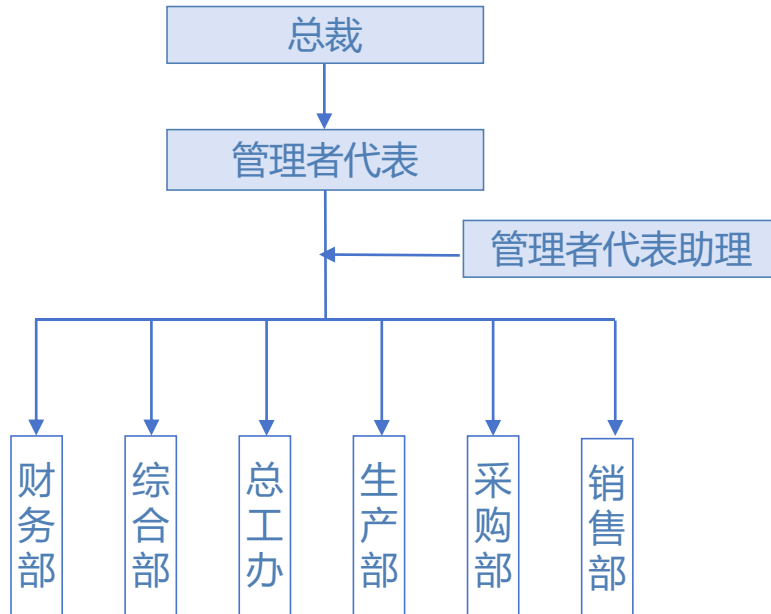 总裁
管理者代表
管理者代表助理
财务部
综合部
总工办
生产部
采购部
销售部